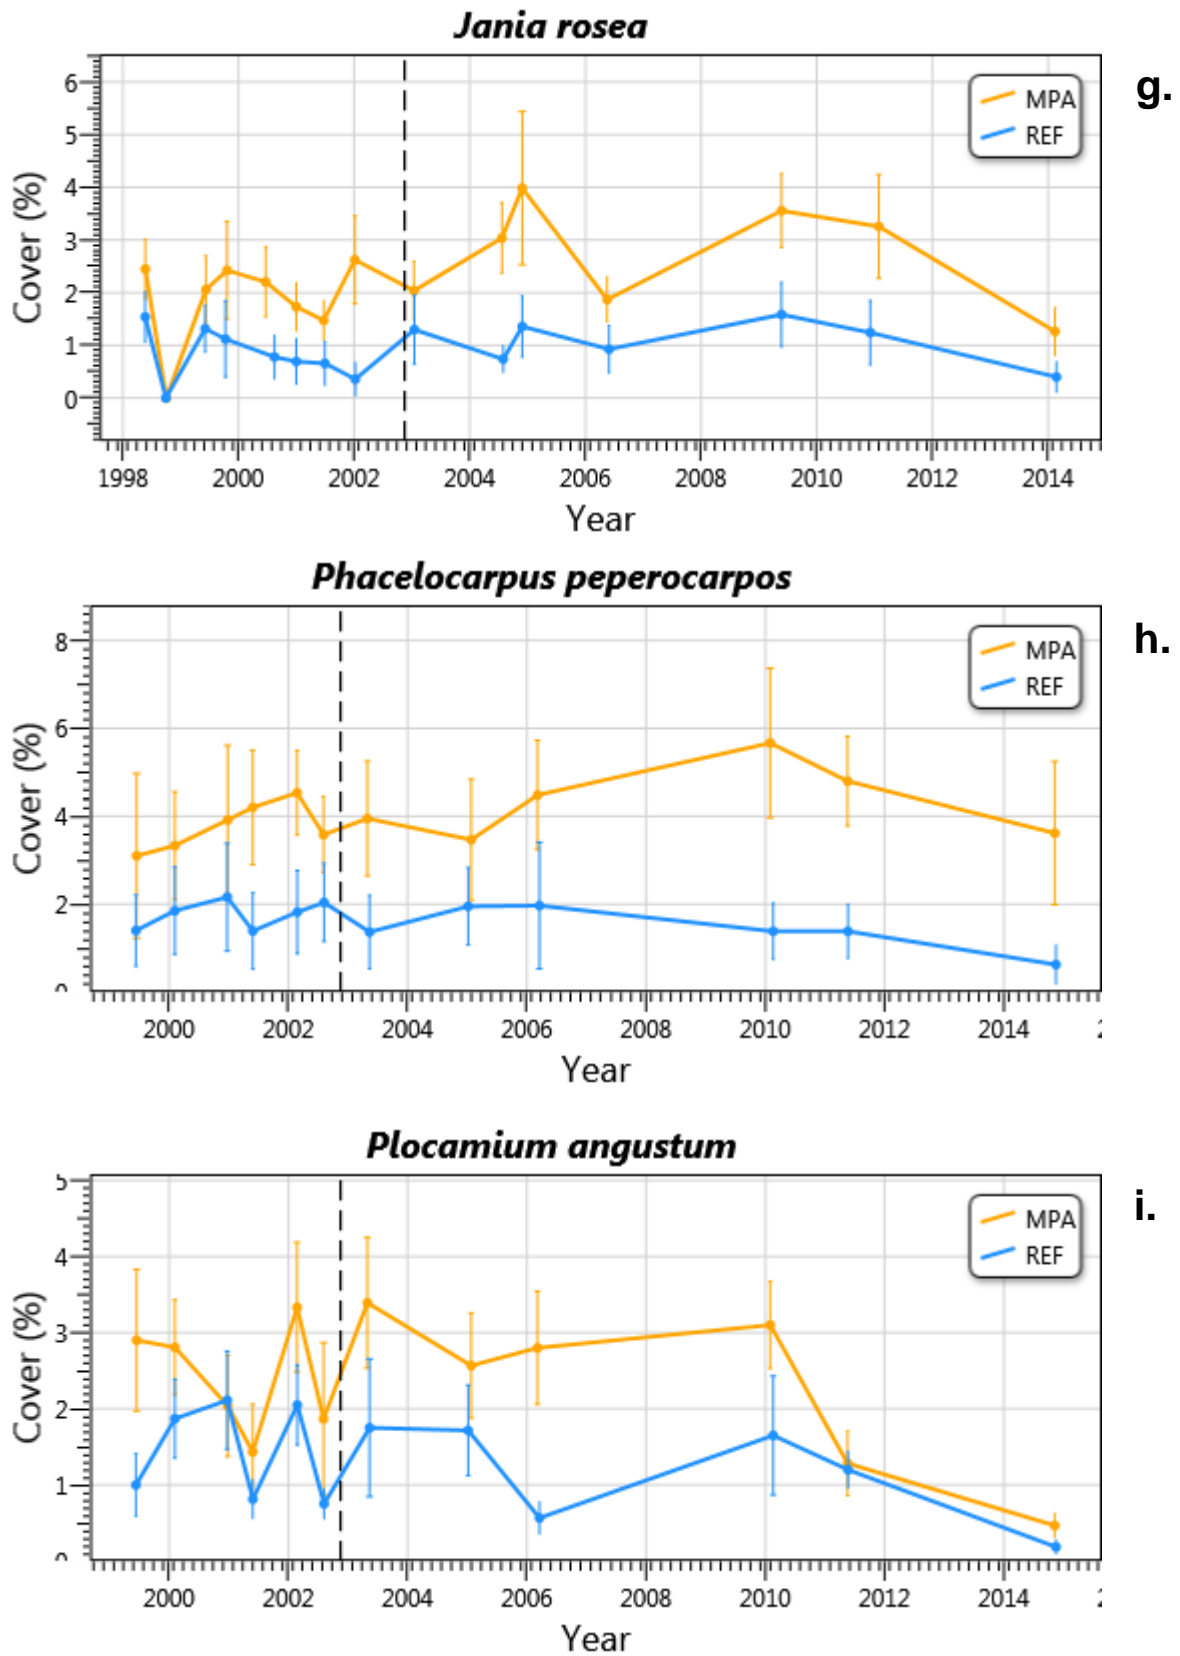 Jania rosea
g.
MPA
REF
6
5
4
3
2
1
0
Cover (%)
1998 2000 2002 2004 2006 2008 2010 2012 2014
Year
Phacelocarpus peperocarpos
h.
MPA
REF
8
6
4
2
Cover (%)
2000 2002 2004 2006 2008 2010 2012 2014
Year
Plocamium angustum
i.
MPA
REF
5
4
3
2
1
Cover (%)
2000 2002 2004 2006 2008 2010 2012 2014
Year